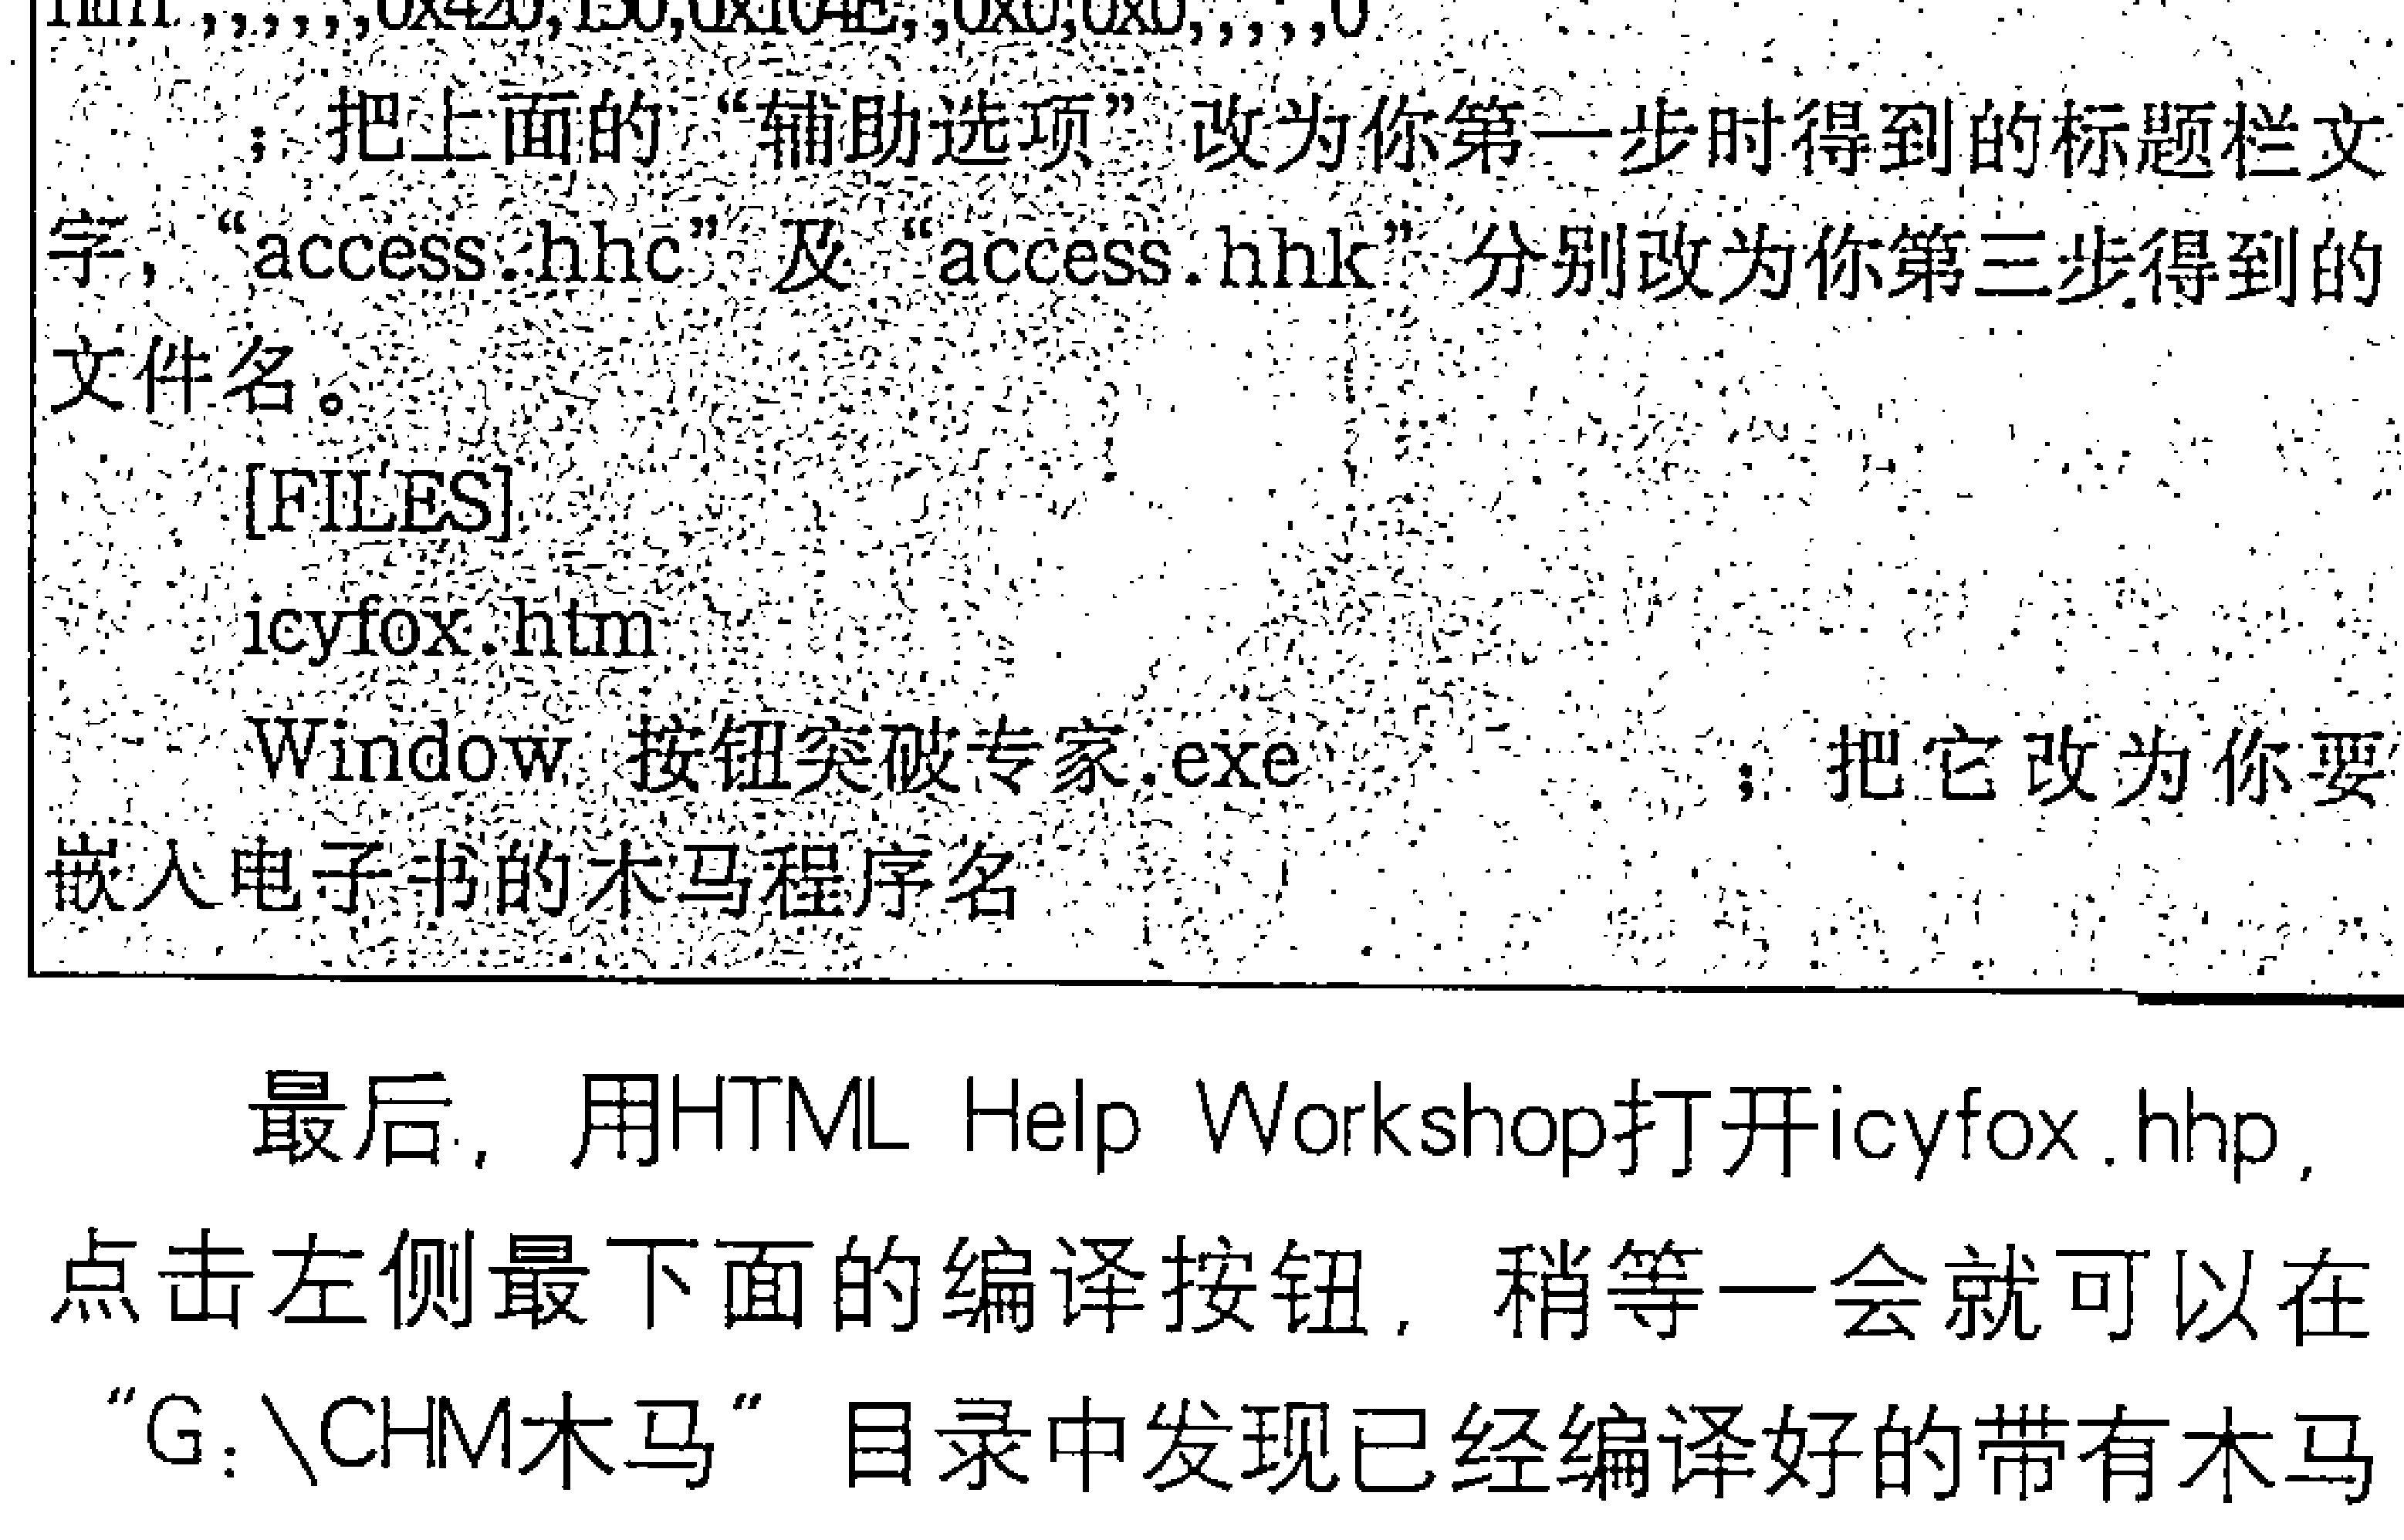 ,,,,,,0x420,150,0x104E,,0x0,0x0,,,,,0
；把上面的“辅助选项”改为你第一步时得到的标题栏文
字，“access.hhc”及“access.hhk”分别改为你第三步得到的
文件名。
[FILES]
icyfox.htm
Window 按钮突破专家.exe ；把它改为你要
嵌入电子书的木马程序名
最后，用HTML Help Workshop打开icyfox.hhp，
点击左侧最下面的编译按钮，稍等一会就可以在
“G:\CHM木马”目录中发现已经编译好的带有木马